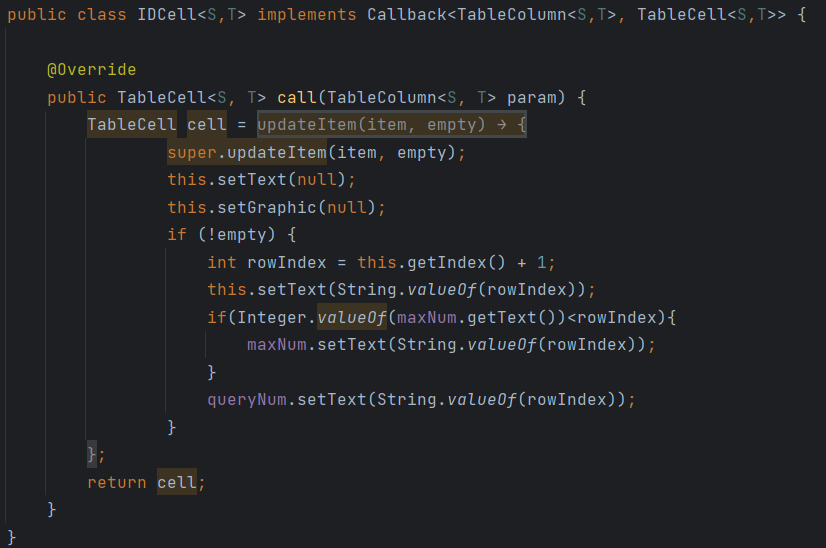 public class IDCell<S,T> implements Callback<TableColumn<S,T>, TableCell<S,T>> {
@Override
public TableCell<S, T> call(TableColumn<S, T> param) {
TableCell cell = updateItem(item, empty) → {
super.updateItem(item, empty);
this.setText(null);
this.setGraphic(null);
if (!empty) {
int rowIndex = this.getIndex() + 1;
this.setText(String.valueOf(rowIndex));
if(Integer.valueOf(maxNum.getText())<rowIndex){
maxNum.setText(String.valueOf(rowIndex));
}
queryNum.setText(String.valueOf(rowIndex));
}
};
return cell;
}
}